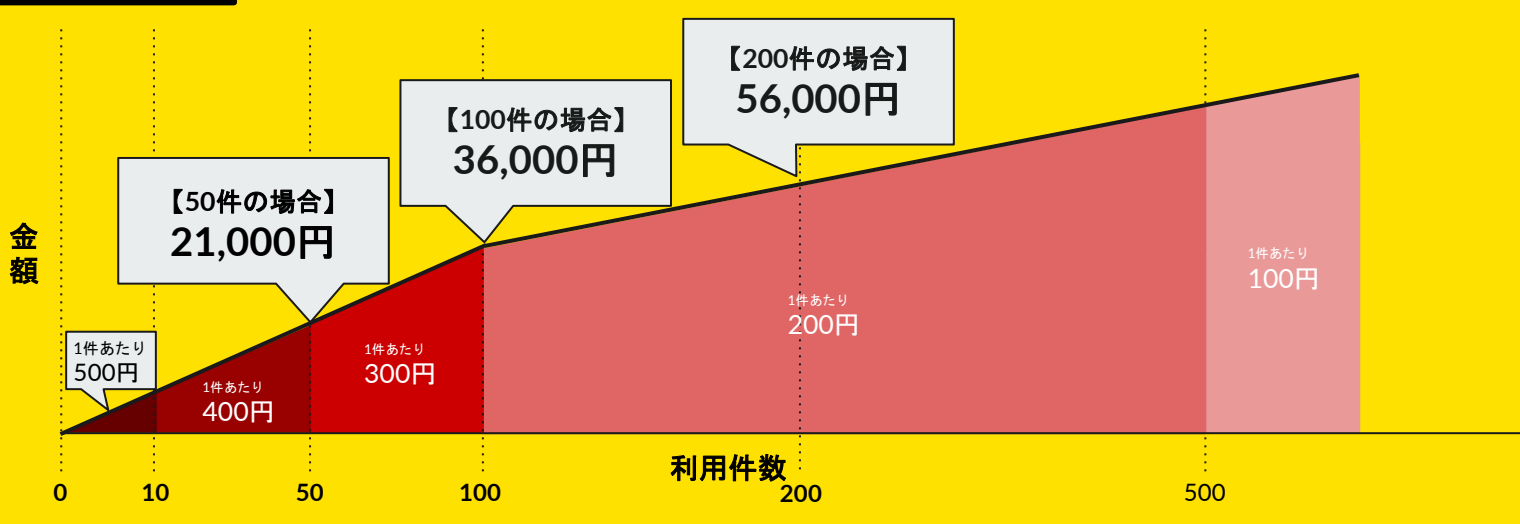 【200件の場合】
56,000円
【100件の場合】
36,000円
【50件の場合】
21,000円
金
額
1件あたり
500円
1件あたり
400円
1件あたり
300円
1件あたり
200円
1件あたり
100円
利用件数
0
10
50
100
200
500